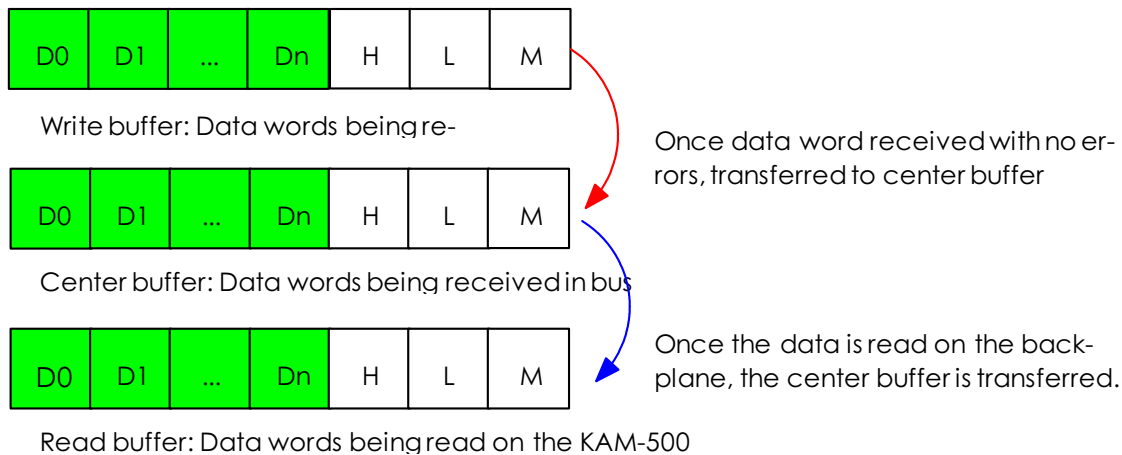 D0 D1 ... Dn H L M
Write buffer: Data words being re-
Once data word received with no er-
rors, transferred to center buffer
D0 D1 ... Dn H L M
Center buffer: Data words being received in bus
Once the data is read on the back-
plane, the center buffer is transferred.
D0 D1 ... Dn H L M
Read buffer: Data words being read on the KAM-500